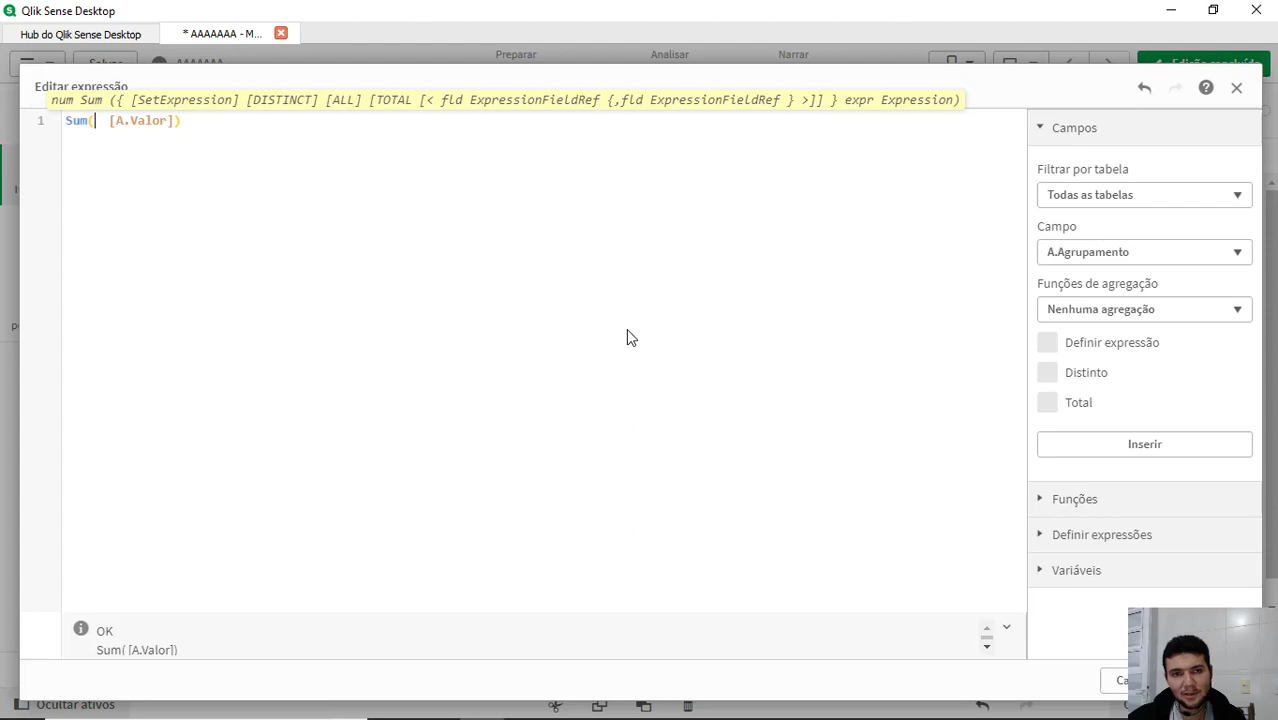 Qlik Sense Desktop
Hub do Qlik Sense Desktop
* AAAAAAA - M...
Preparar
Analisar
Narrar
Editar expressão
num Sum ({ [SetExpression] [DISTINCT] [ALL] [TOTAL [< fld ExpressionFieldRef {,fld ExpressionFieldRef } >]] } expr Expression)
1 Sum( [A.Valor])
Campos
Filtrar por tabela
Todas as tabelas
Campo
A.Agrupamento
Funções de agregação
Nenhuma agregação
Definir expressão
Distinto
Total
Inserir
Funções
Definir expressões
Variáveis
OK
Sum( [A.Valor])
Ca
Ocultar ativos